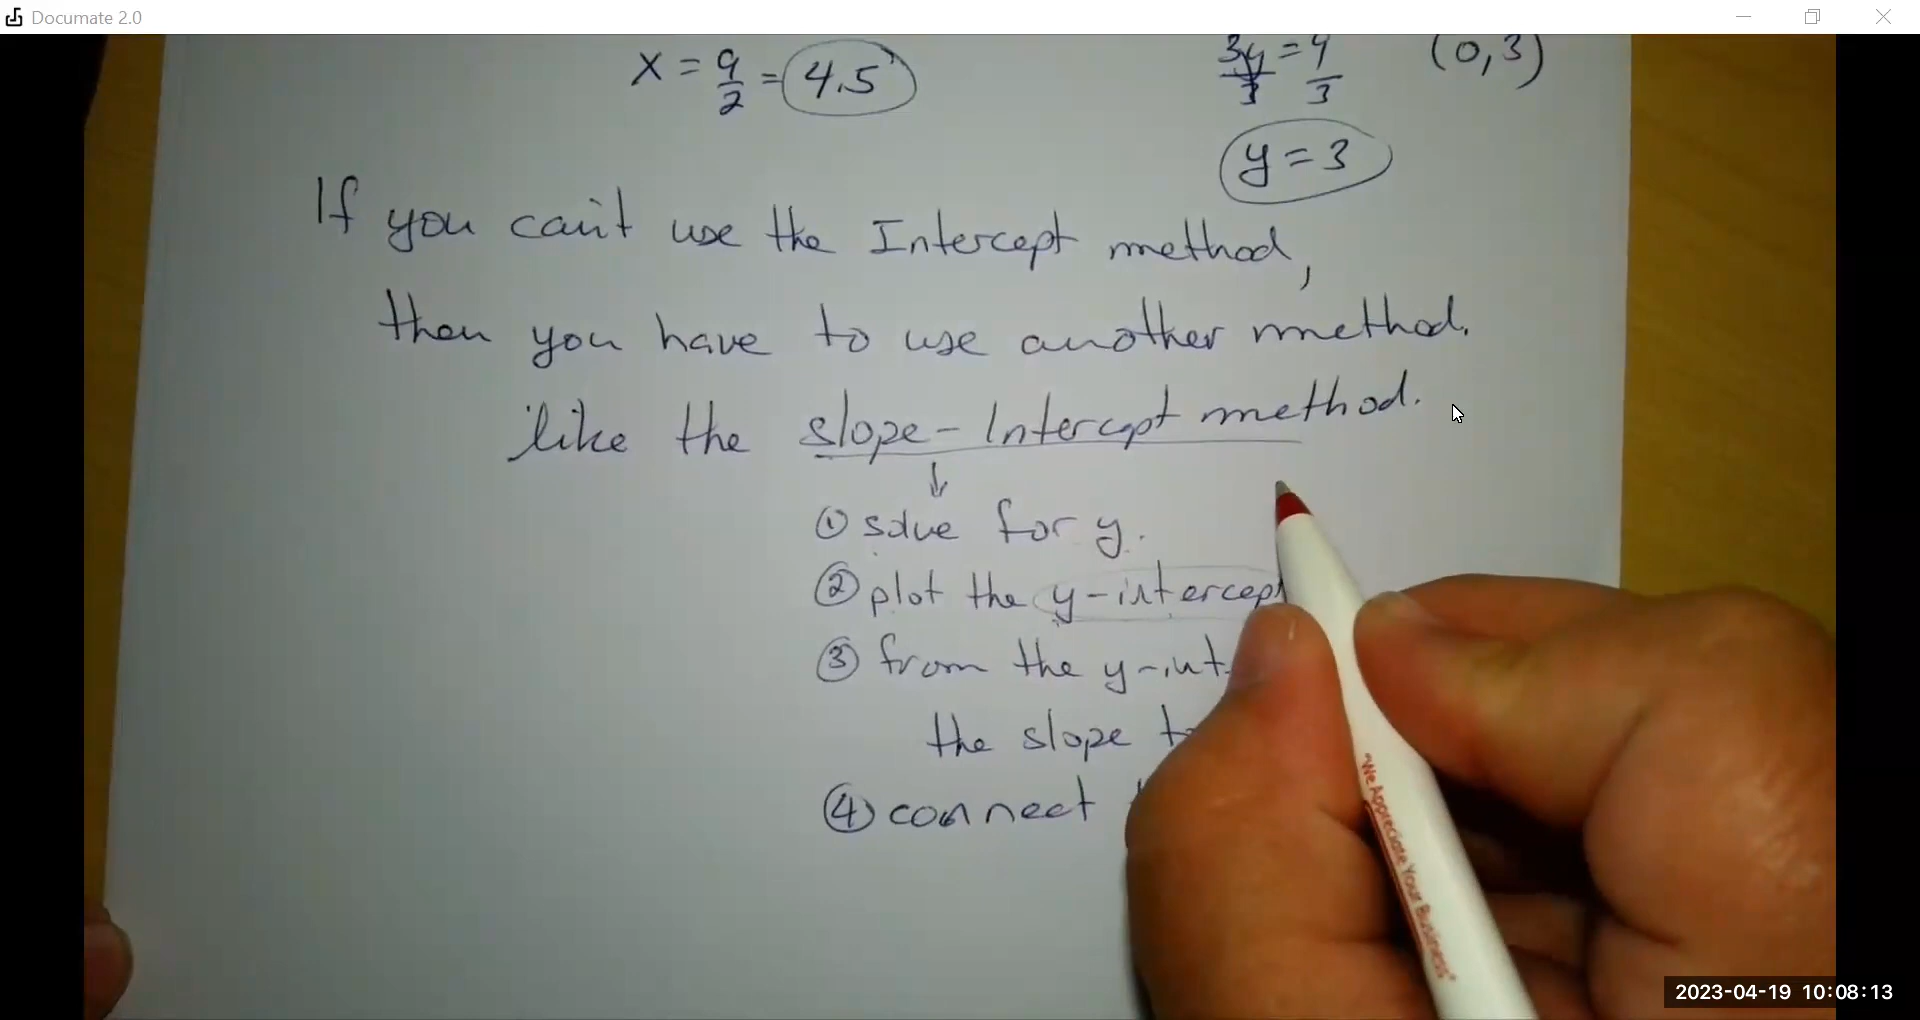 Documate 2.0
x = 9/2 = 4.5
3y/3 = 9/3 (0,3)
y = 3
If you can't use the Intercept method,
then you have to use another method.
like the slope-Intercept method.
① solve for y.
② plot the y-intercept
③ from the y-int
the slope
④ connect
"We Appreciate Your Business"
2023-04-19 10:08:13